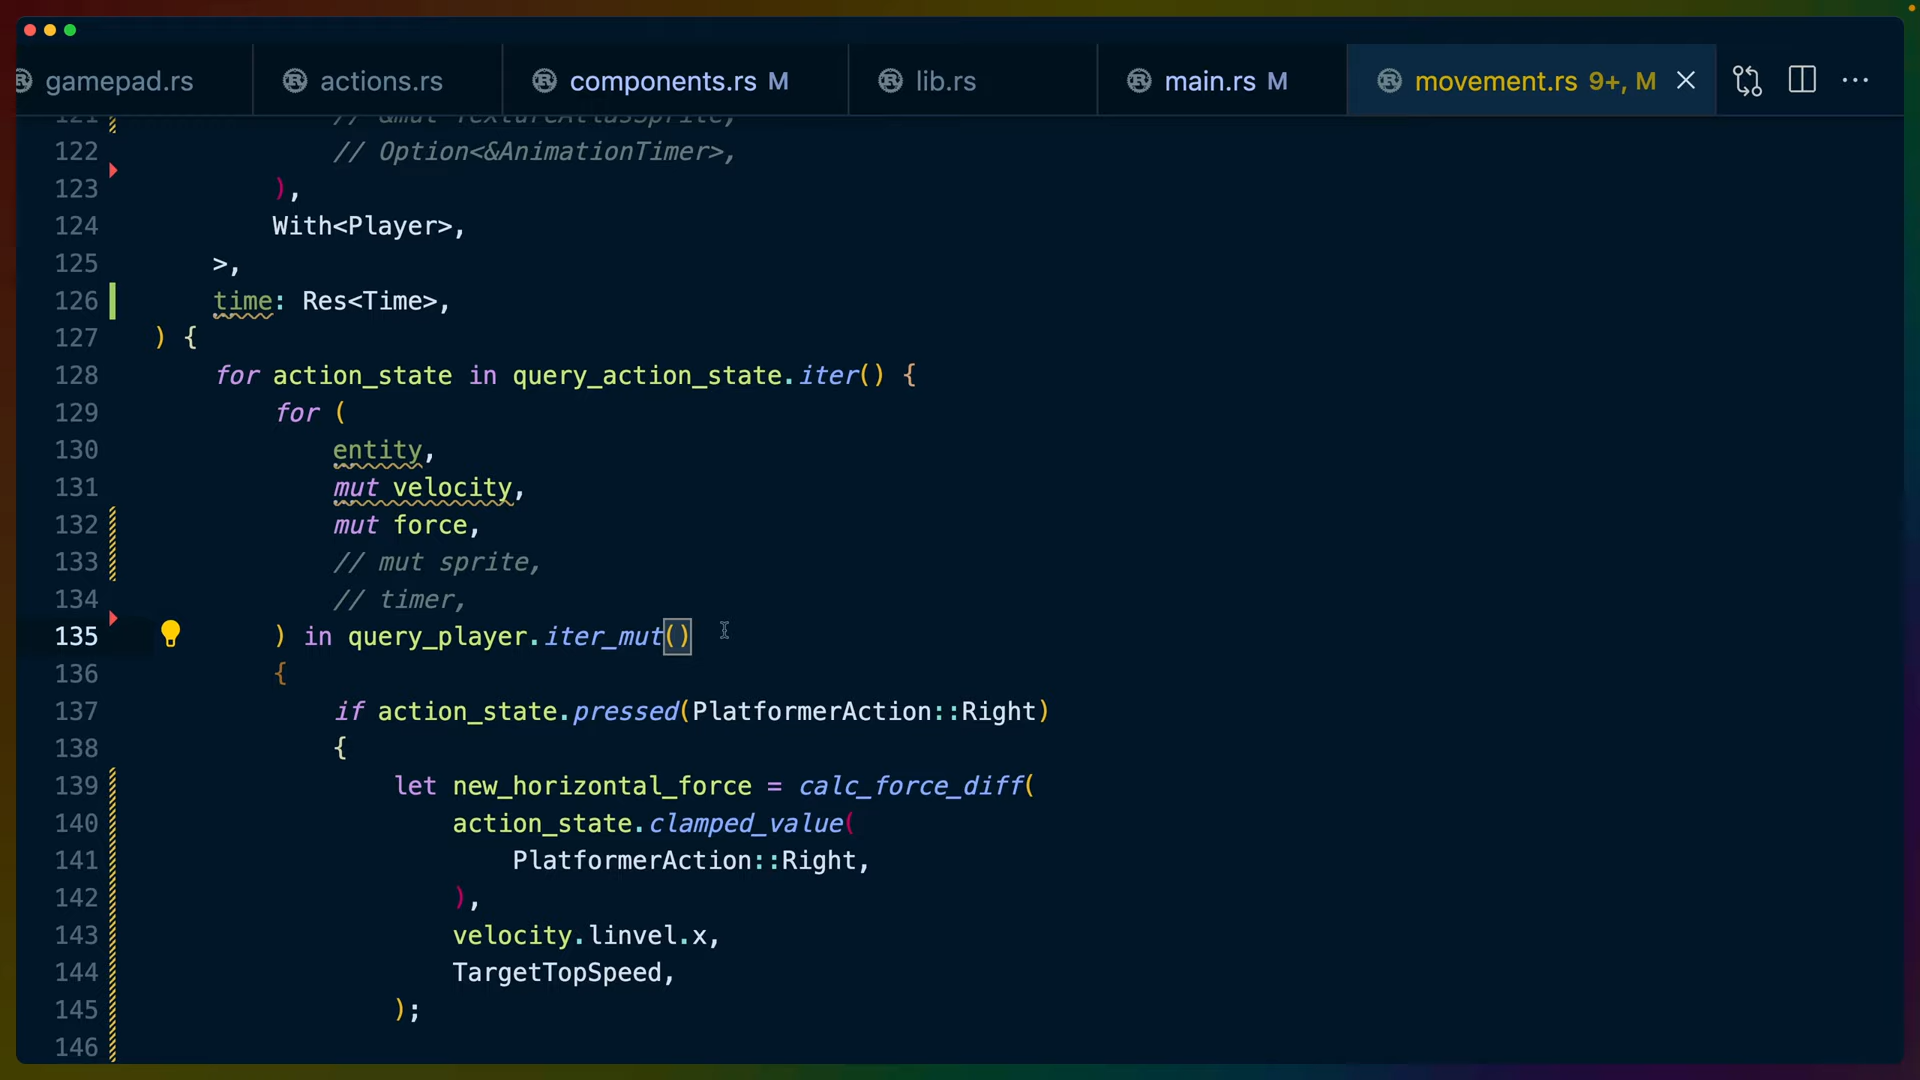 gamepad.rs
actions.rs
components.rs M
lib.rs
main.rs M
movement.rs 9+, M
121 // &mut TextureAtlasSprite,
122 // Option<&AnimationTimer>,
123 ),
124 With<Player>,
125 >,
126 time: Res<Time>,
127 ) {
128 for action_state in query_action_state.iter() {
129 for (
130 entity,
131 mut velocity,
132 mut force,
133 // mut sprite,
134 // timer,
135 ) in query_player.iter_mut()
136 {
137 if action_state.pressed(PlatformerAction::Right)
138 {
139 let new_horizontal_force = calc_force_diff(
140 action_state.clamped_value(
141 PlatformerAction::Right,
142 ),
143 velocity.linvel.x,
144 TargetTopSpeed,
145 );
146